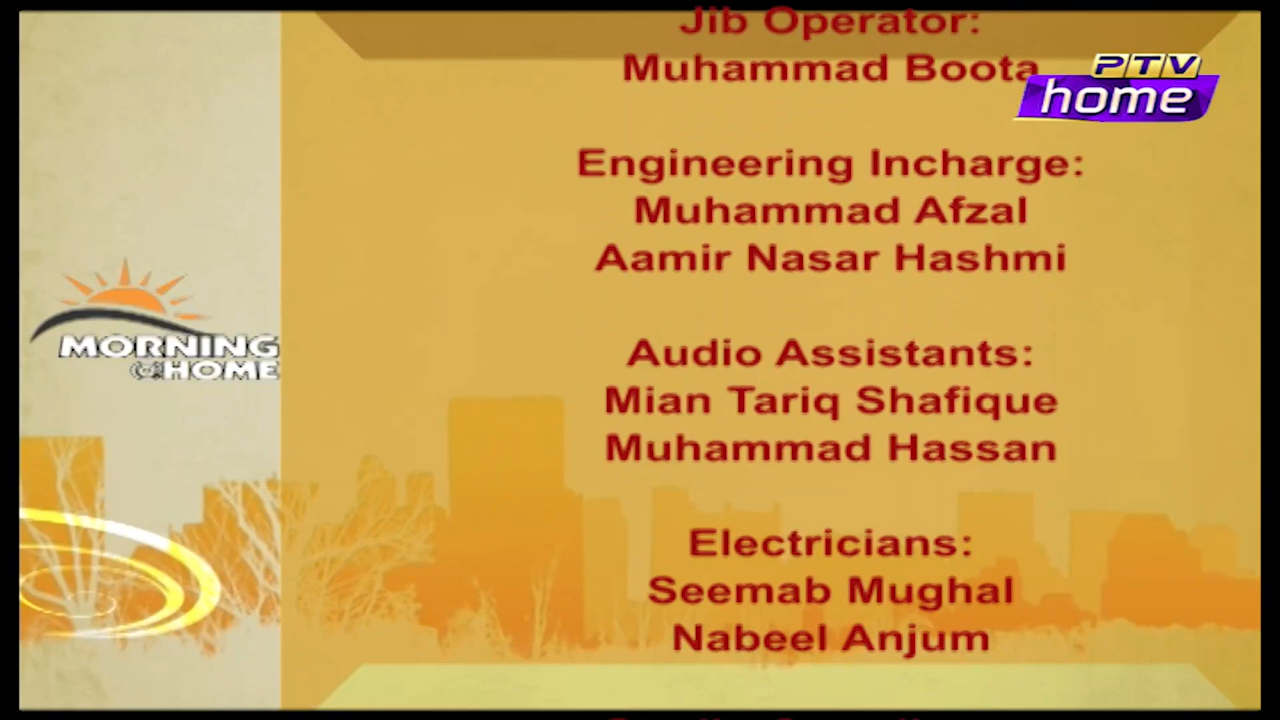 Jib Operator:
Muhammad Boota
PTV
home
Engineering Incharge:
Muhammad Afzal
Aamir Nasar Hashmi
MORNING
@HOME
Audio Assistants:
Mian Tariq Shafique
Muhammad Hassan
Electricians:
Seemab Mughal
Nabeel Anjum